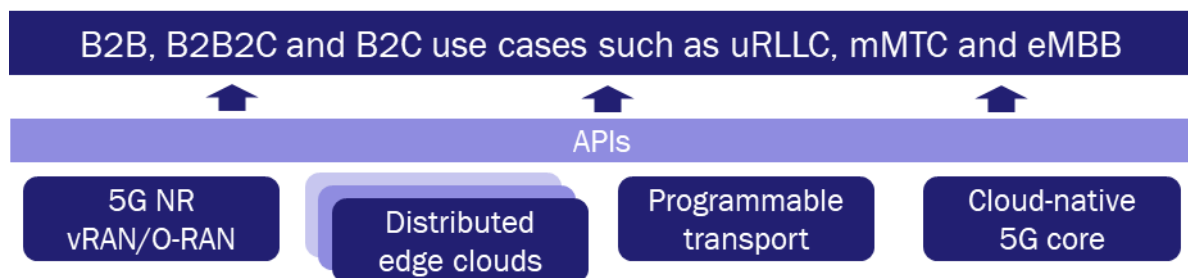 B2B, B2B2C and B2C use cases such as uRLLC, mMTC and eMBB
APIs
5G NR
vRAN/O-RAN
Distributed
edge clouds
Programmable
transport
Cloud-native
5G core